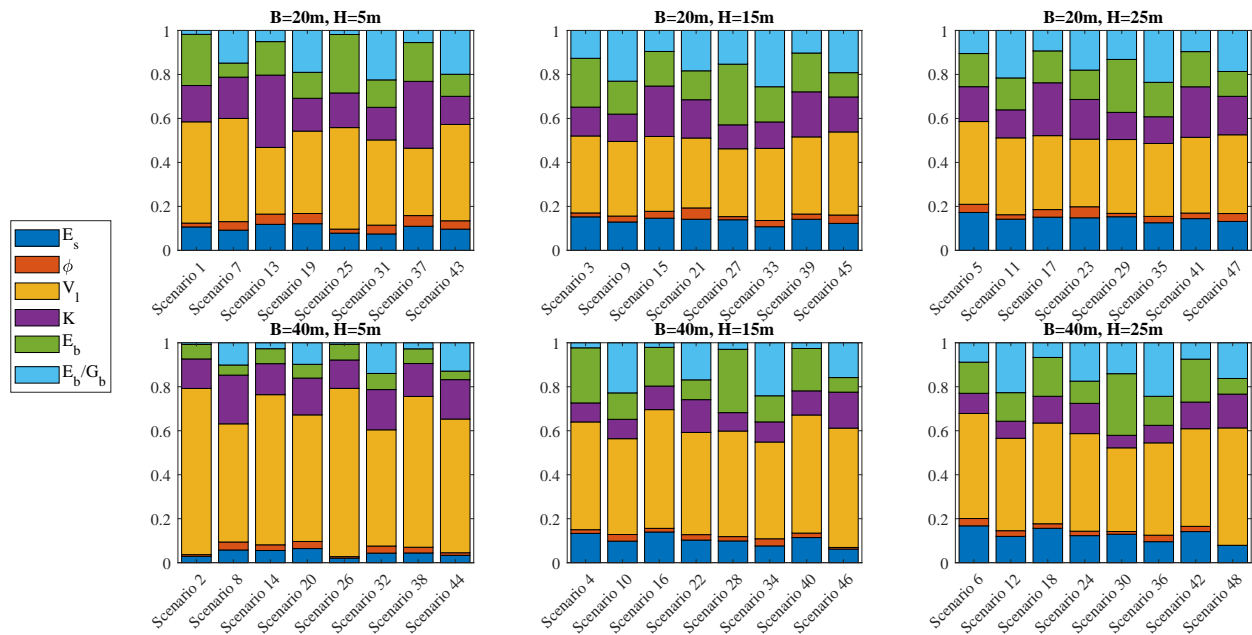 B=20m, H=5m
1
0.8
0.6
0.4
0.2
0
Scenario 1
Scenario 7
Scenario 13
Scenario 19
Scenario 25
Scenario 31
Scenario 37
Scenario 43
B=20m, H=15m
1
0.8
0.6
0.4
0.2
0
Scenario 3
Scenario 9
Scenario 15
Scenario 21
Scenario 27
Scenario 33
Scenario 39
Scenario 45
B=20m, H=25m
1
0.8
0.6
0.4
0.2
0
Scenario 5
Scenario 11
Scenario 17
Scenario 23
Scenario 29
Scenario 35
Scenario 41
Scenario 47
E_s
ϕ
V_l
K
E_b
E_b/G_b
B=40m, H=5m
1
0.8
0.6
0.4
0.2
0
Scenario 2
Scenario 8
Scenario 14
Scenario 20
Scenario 26
Scenario 32
Scenario 38
Scenario 44
B=40m, H=15m
1
0.8
0.6
0.4
0.2
0
Scenario 4
Scenario 10
Scenario 16
Scenario 22
Scenario 28
Scenario 34
Scenario 40
Scenario 46
B=40m, H=25m
1
0.8
0.6
0.4
0.2
0
Scenario 6
Scenario 12
Scenario 18
Scenario 24
Scenario 30
Scenario 36
Scenario 42
Scenario 48